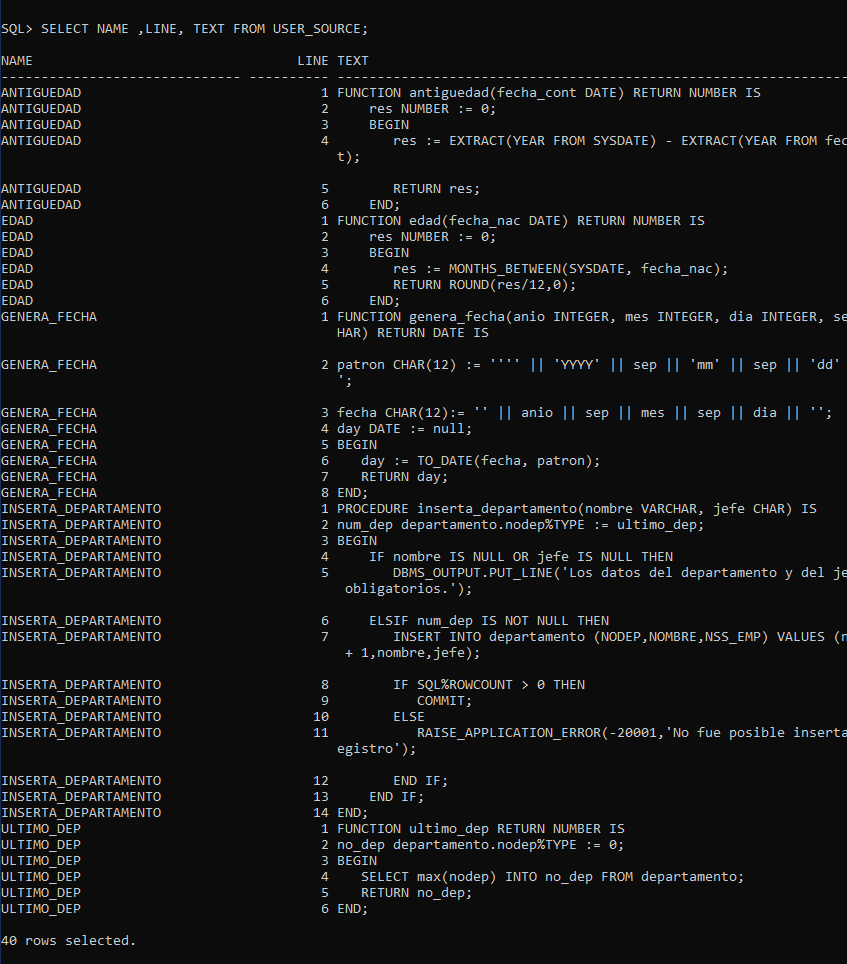 SQL> SELECT NAME ,LINE, TEXT FROM USER_SOURCE;
NAME                                 LINE TEXT
------------------------------ ---------- ----------------------------------------------------------------
ANTIGUEDAD                              1 FUNCTION antiguedad(fecha_cont DATE) RETURN NUMBER IS
ANTIGUEDAD                              2     res NUMBER := 0;
ANTIGUEDAD                              3     BEGIN
ANTIGUEDAD                              4        res := EXTRACT(YEAR FROM SYSDATE) - EXTRACT(YEAR FROM fec
                                          t);
ANTIGUEDAD                              5        RETURN res;
ANTIGUEDAD                              6     END;
EDAD                                    1 FUNCTION edad(fecha_nac DATE) RETURN NUMBER IS
EDAD                                    2     res NUMBER := 0;
EDAD                                    3     BEGIN
EDAD                                    4        res := MONTHS_BETWEEN(SYSDATE, fecha_nac);
EDAD                                    5        RETURN ROUND(res/12,0);
EDAD                                    6     END;
GENERA_FECHA                            1 FUNCTION genera_fecha(anio INTEGER, mes INTEGER, dia INTEGER, se
                                          HAR) RETURN DATE IS
GENERA_FECHA                            2 patron CHAR(12) := '''' || 'YYYY' || sep || 'mm' || sep || 'dd'
                                          ';
GENERA_FECHA                            3 fecha CHAR(12):= '' || anio || sep || mes || sep || dia || '';
GENERA_FECHA                            4 day DATE := null;
GENERA_FECHA                            5 BEGIN
GENERA_FECHA                            6    day := TO_DATE(fecha, patron);
GENERA_FECHA                            7    RETURN day;
GENERA_FECHA                            8 END;
INSERTA_DEPARTAMENTO                    1 PROCEDURE inserta_departamento(nombre VARCHAR, jefe CHAR) IS
INSERTA_DEPARTAMENTO                    2 num_dep departamento.nodep%TYPE := ultimo_dep;
INSERTA_DEPARTAMENTO                    3 BEGIN
INSERTA_DEPARTAMENTO                    4     IF nombre IS NULL OR jefe IS NULL THEN
INSERTA_DEPARTAMENTO                    5        DBMS_OUTPUT.PUT_LINE('Los datos del departamento y del je
                                           obligatorios.');
INSERTA_DEPARTAMENTO                    6     ELSIF num_dep IS NOT NULL THEN
INSERTA_DEPARTAMENTO                    7        INSERT INTO departamento (NODEP,NOMBRE,NSS_EMP) VALUES (n
                                           + 1,nombre,jefe);
INSERTA_DEPARTAMENTO                    8        IF SQL%ROWCOUNT > 0 THEN
INSERTA_DEPARTAMENTO                    9           COMMIT;
INSERTA_DEPARTAMENTO                   10        ELSE
INSERTA_DEPARTAMENTO                   11           RAISE_APPLICATION_ERROR(-20001,'No fue posible inserta
                                          egistro');
INSERTA_DEPARTAMENTO                   12        END IF;
INSERTA_DEPARTAMENTO                   13     END IF;
INSERTA_DEPARTAMENTO                   14 END;
ULTIMO_DEP                              1 FUNCTION ultimo_dep RETURN NUMBER IS
ULTIMO_DEP                              2 no_dep departamento.nodep%TYPE := 0;
ULTIMO_DEP                              3 BEGIN
ULTIMO_DEP                              4    SELECT max(nodep) INTO no_dep FROM departamento;
ULTIMO_DEP                              5    RETURN no_dep;
ULTIMO_DEP                              6 END;
40 rows selected.